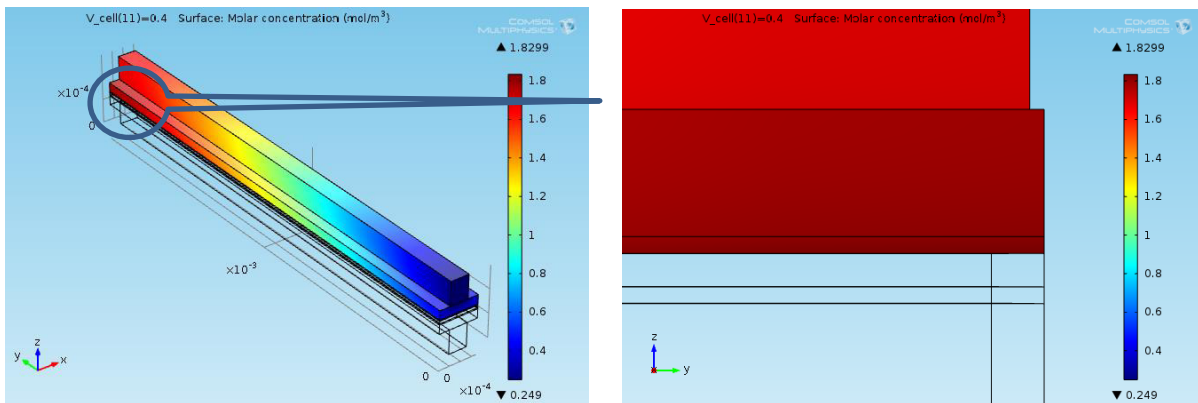 V_cell(11)=0.4 Surface: Molar concentration (mol/m³)
COMSOL
MULTIPHYSICS
▲ 1.8299
1.8
1.6
1.4
1.2
1
0.8
0.6
0.4
▼ 0.249
×10⁻⁴
0
×10⁻³
0
0
×10⁻⁴
z
y
x
V_cell(11)=0.4 Surface: Molar concentration (mol/m³)
COMSOL
MULTIPHYSICS
▲ 1.8299
1.8
1.6
1.4
1.2
1
0.8
0.6
0.4
▼ 0.249
z
x
y